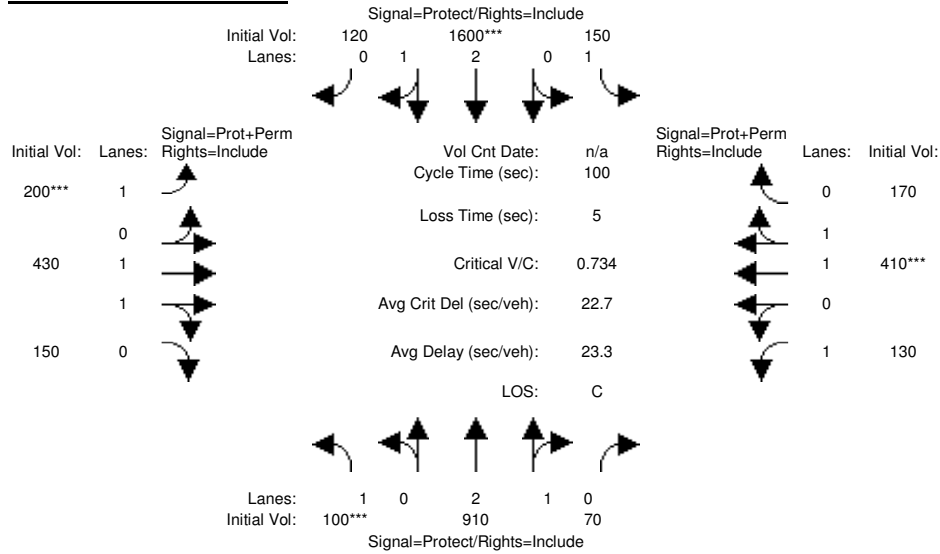 Signal=Protect/Rights=Include
Initial Vol: 120 1600*** 150
Lanes: 0 1 2 0 1
Signal=Prot+Perm
Initial Vol: Lanes: Rights=Include
200*** 1
0
430 1
1
150 0
Vol Cnt Date: n/a
Cycle Time (sec): 100
Loss Time (sec): 5
Critical V/C: 0.734
Avg Crit Del (sec/veh): 22.7
Avg Delay (sec/veh): 23.3
LOS: C
Signal=Prot+Perm
Rights=Include Lanes: Initial Vol:
0 170
1
1 410***
0
1 130
Lanes: 1 0 2 1 0
Initial Vol: 100*** 910 70
Signal=Protect/Rights=Include